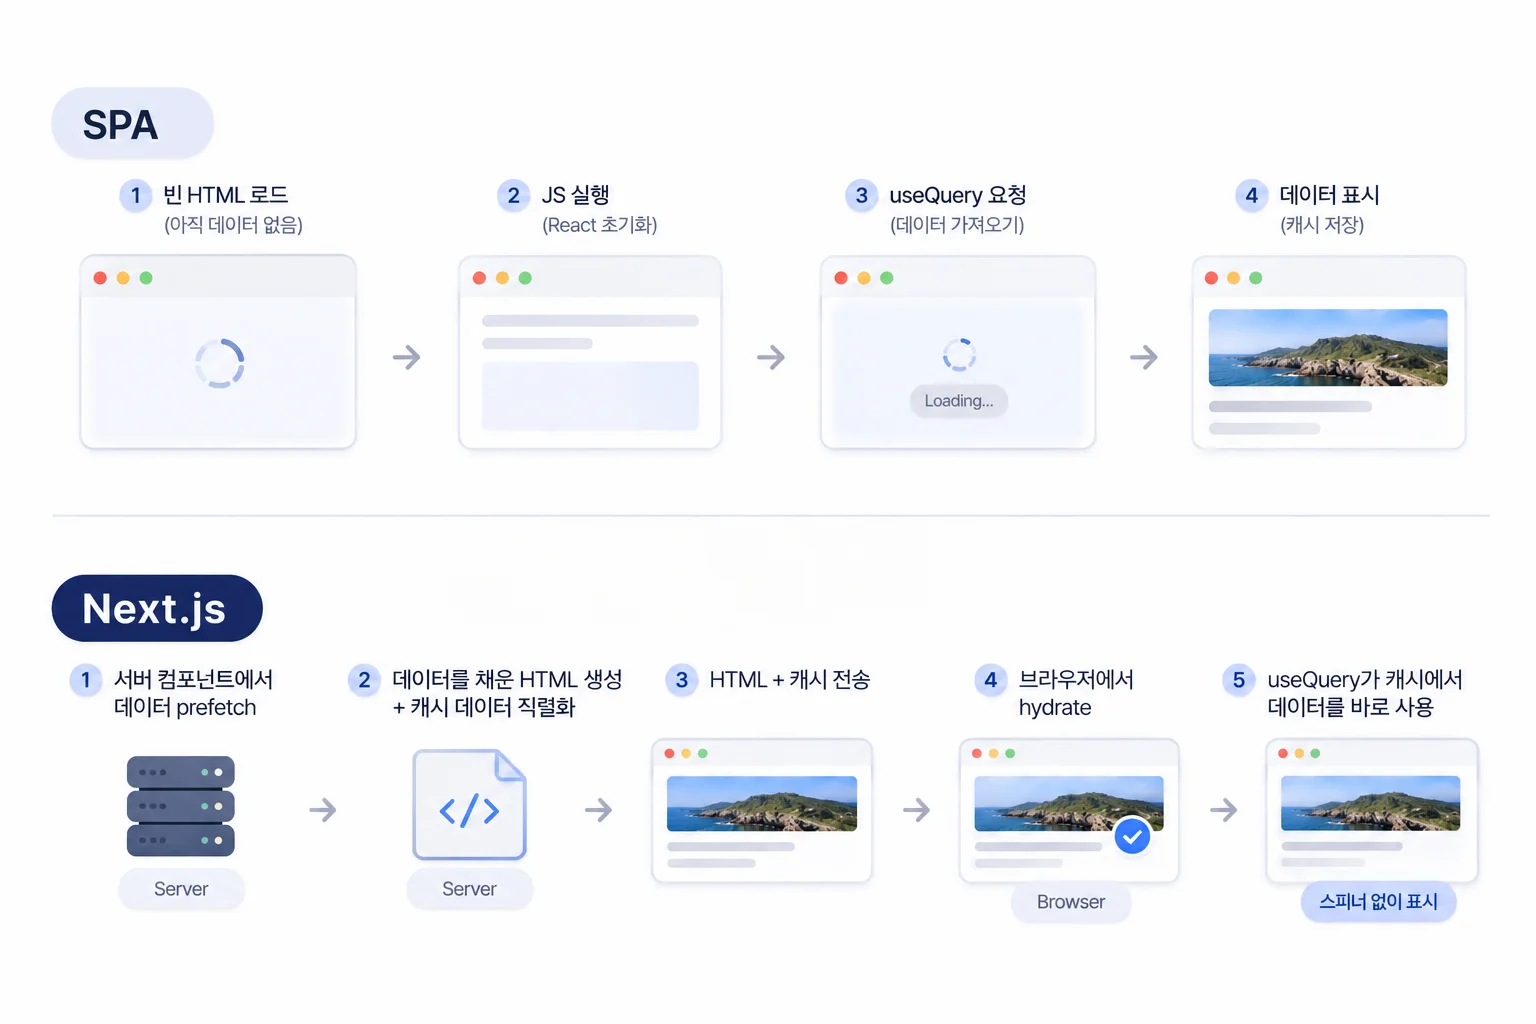 SPA
1 빈 HTML 로드
(아직 데이터 없음)
2 JS 실행
(React 초기화)
3 useQuery 요청
(데이터 가져오기)
4 데이터 표시
(캐시 저장)
Loading...
Next.js
1 서버 컴포넌트에서
데이터 prefetch
2 데이터를 채운 HTML 생성
+ 캐시 데이터 직렬화
3 HTML + 캐시 전송
4 브라우저에서
hydrate
5 useQuery가 캐시에서
데이터를 바로 사용
Server
Server
Browser
스피너 없이 표시